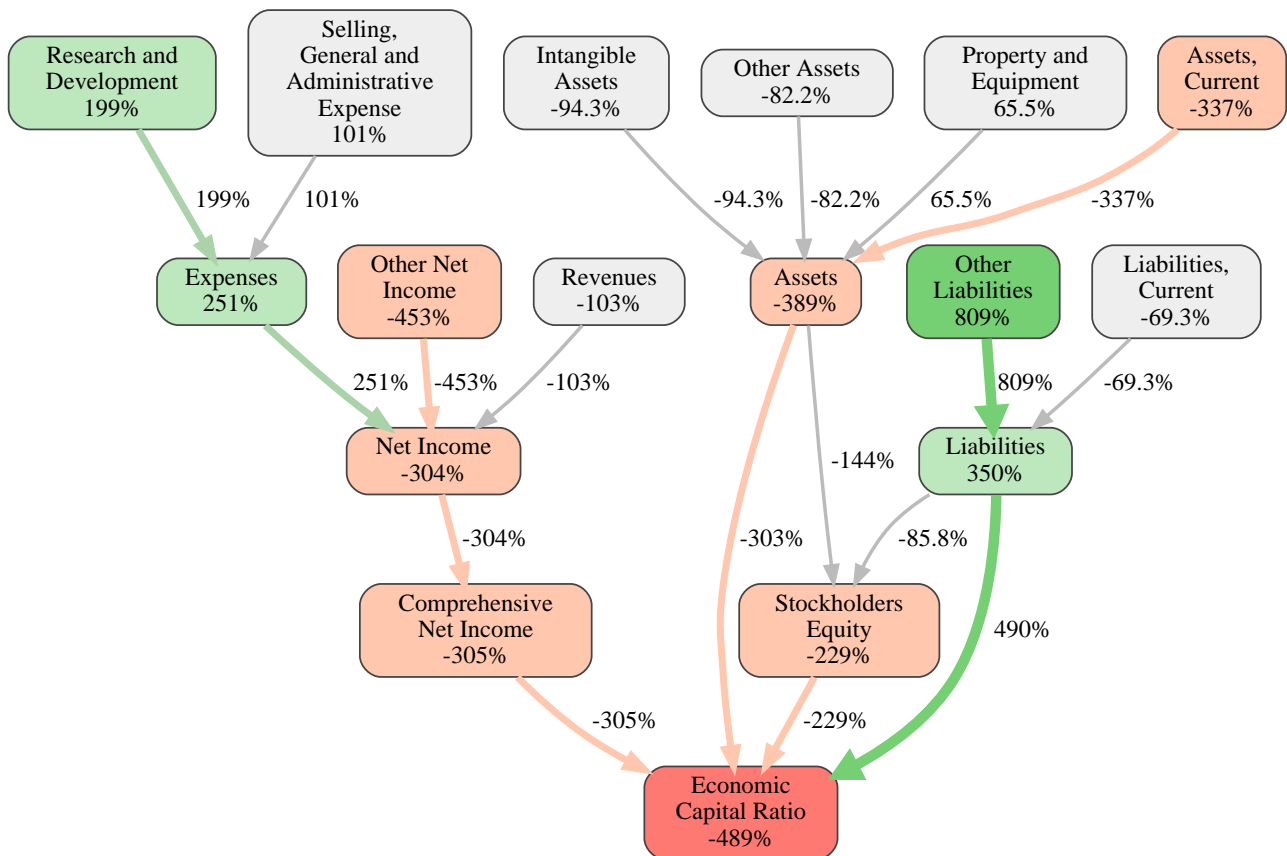 Research and
Development
199%
Selling,
General and
Administrative
Expense
101%
Intangible
Assets
-94.3%
Other Assets
-82.2%
Property and
Equipment
65.5%
Assets,
Current
-337%
199%
101%
-94.3%
-82.2%
65.5%
-337%
Expenses
251%
Other Net
Income
-453%
Revenues
-103%
Assets
-389%
Other
Liabilities
809%
Liabilities,
Current
-69.3%
251%
-453%
-103%
809%
-69.3%
Net Income
-304%
-144%
Liabilities
350%
-304%
-303%
-85.8%
Comprehensive
Net Income
-305%
Stockholders
Equity
-229%
490%
-305%
-229%
Economic
Capital Ratio
-489%